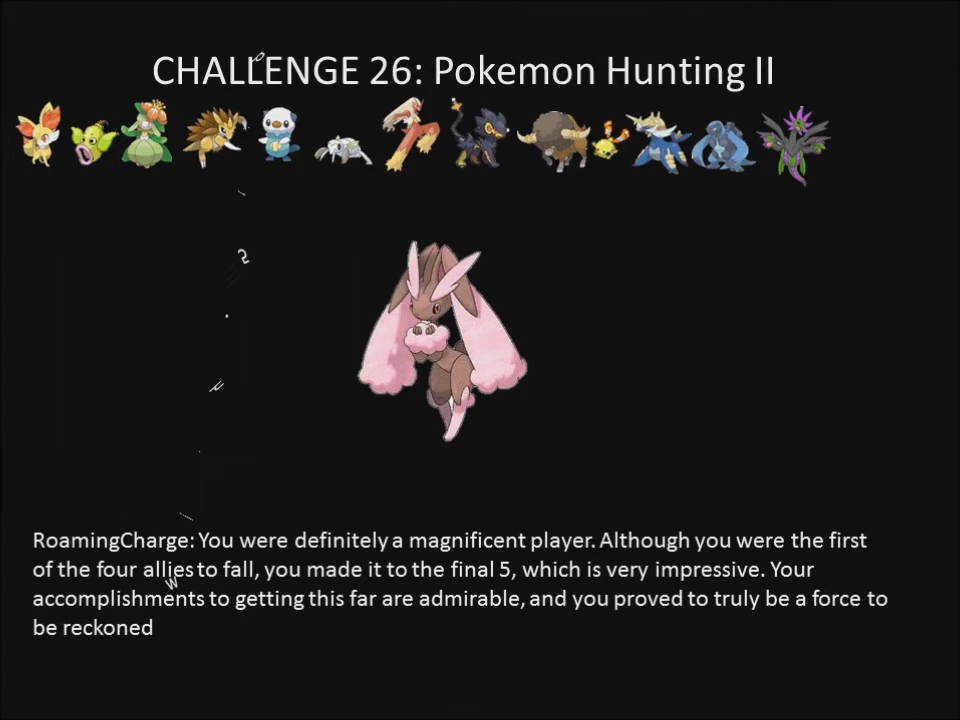 CHALLENGE 26: Pokemon Hunting II
RoamingCharge: You were definitely a magnificent player. Although you were the first
of the four allies to fall, you made it to the final 5, which is very impressive. Your
accomplishments to getting this far are admirable, and you proved to truly be a force to
be reckoned